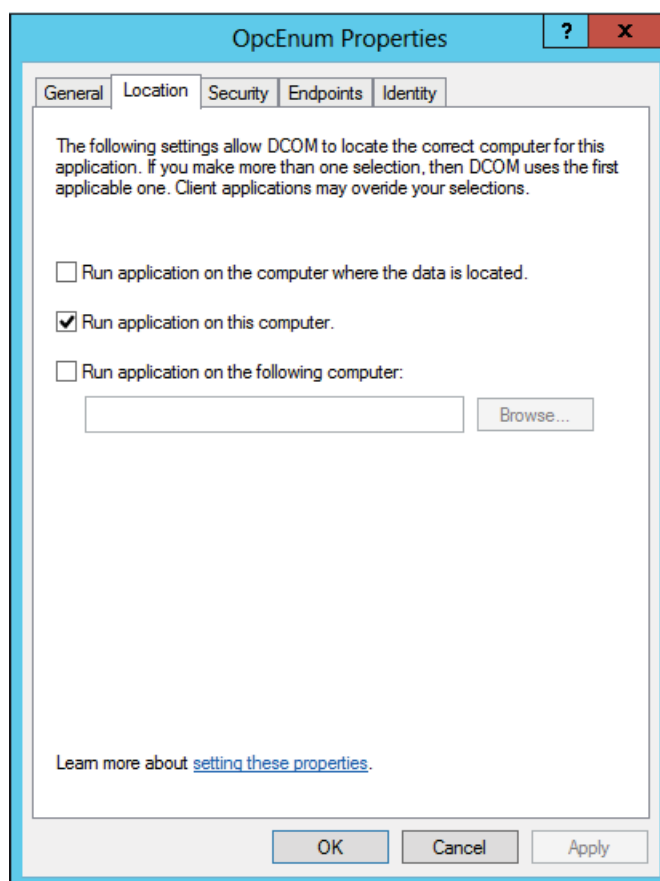 OpcEnum Properties
? x
General Location Security Endpoints Identity
The following settings allow DCOM to locate the correct computer for this
application. If you make more than one selection, then DCOM uses the first
applicable one. Client applications may overide your selections.
Run application on the computer where the data is located.
Run application on this computer.
Run application on the following computer:
Browse...
Learn more about setting these properties.
OK Cancel Apply